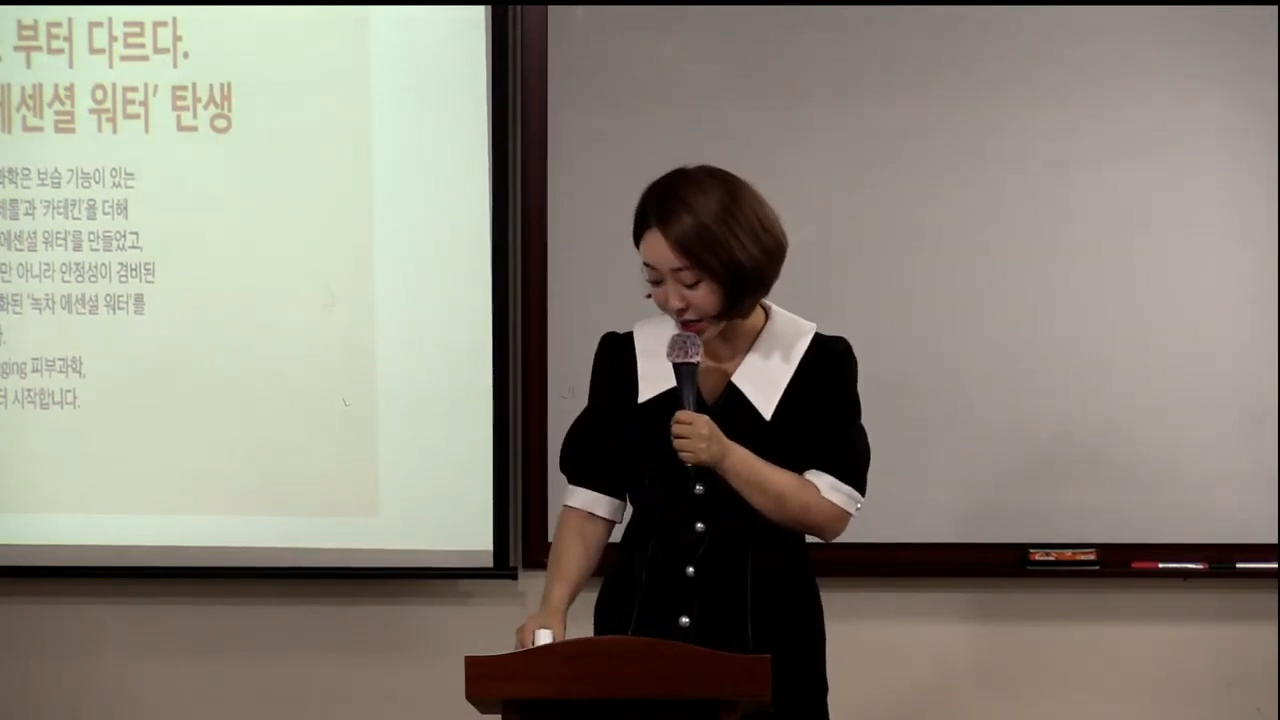 부터 다르다.
에센셜 워터’ 탄생
과학은 보습 기능이 있는
‘카테킨’을 더해
에센셜 워터’를 만들었고,
만 아니라 안정성이 겸비된
화된 ‘녹차 에센셜 워터’를
ging 피부과학,
터 시작합니다.